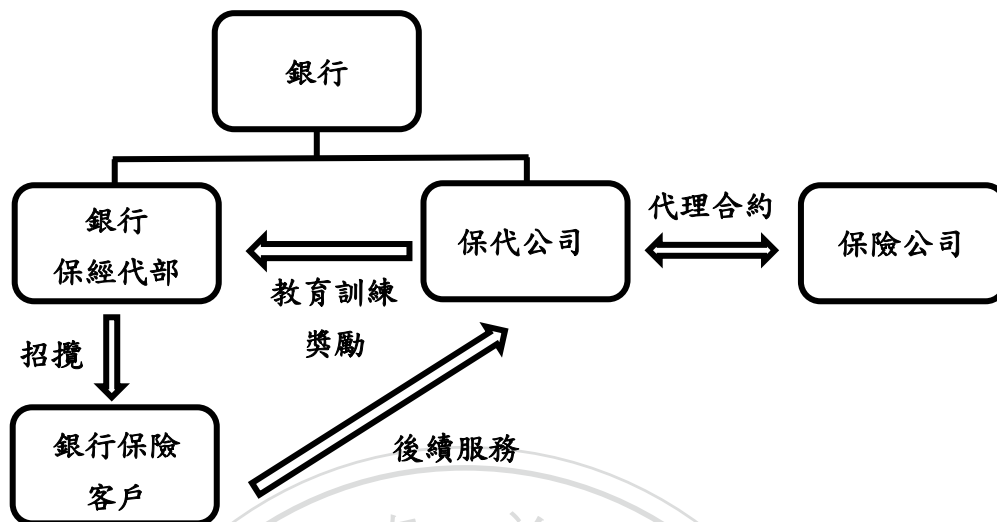 銀行
銀行
保經代部
保代公司
代理合約
保險公司
教育訓練
獎勵
招攬
後續服務
銀行保險
客戶